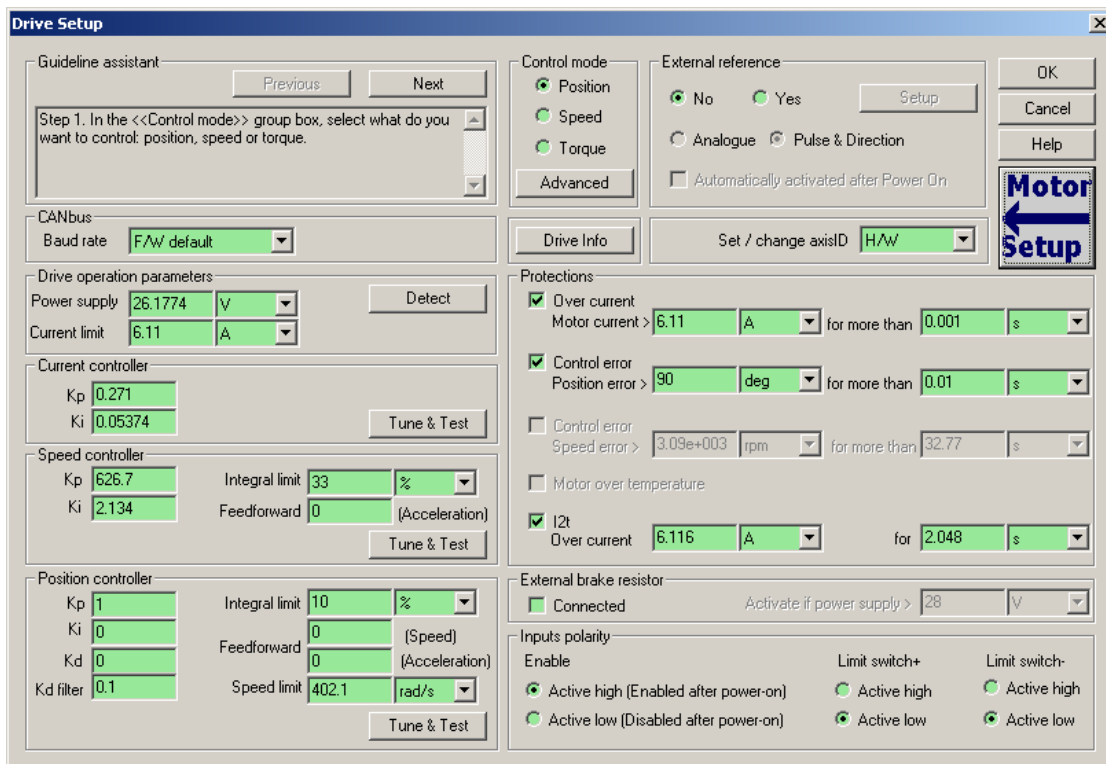 Drive Setup
Guideline assistant
Previous
Next
Step 1. In the <<Control mode>> group box, select what do you
want to control: position, speed or torque.
Control mode
Position
Speed
Torque
Advanced
External reference
No
Yes
Setup
Analogue
Pulse & Direction
Automatically activated after Power On
OK
Cancel
Help
Motor
Setup
CANbus
Baud rate
F/W default
Drive Info
Set / change axisID
H/W
Drive operation parameters
Power supply 26.1774 V
Detect
Current limit 6.11 A
Current controller
Kp 0.271
Ki 0.05374
Tune & Test
Speed controller
Kp 626.7
Integral limit 33 %
Ki 2.134
Feedforward 0 (Acceleration)
Tune & Test
Position controller
Kp 1
Integral limit 10 %
Ki 0
Feedforward 0 (Speed)
Kd 0
0 (Acceleration)
Kd filter 0.1
Speed limit 402.1 rad/s
Tune & Test
Protections
Over current
Motor current > 6.11 A for more than 0.001 s
Control error
Position error > 90 deg for more than 0.01 s
Control error
Speed error > 3.09e+003 rpm for more than 32.77 s
Motor over temperature
I2t
Over current 6.116 A for 2.048 s
External brake resistor
Connected
Activate if power supply > 28 V
Inputs polarity
Enable
Active high (Enabled after power-on)
Active low (Disabled after power-on)
Limit switch+
Active high
Active low
Limit switch-
Active high
Active low